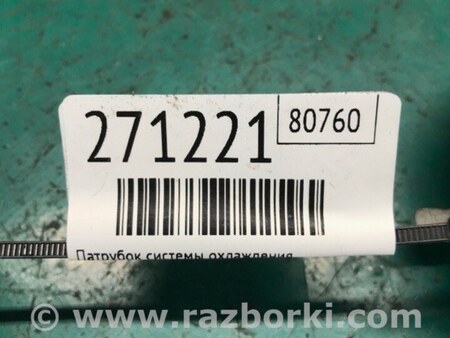 271221
80760
Патрубок системы охлаждения
© www.razborki.com